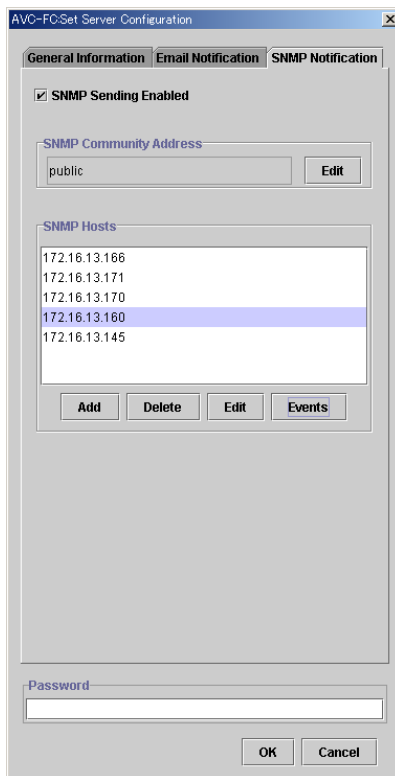 AVC-FC:Set Server Configuration
General Information Email Notification SNMP Notification
SNMP Sending Enabled
SNMP Community Address
public Edit
SNMP Hosts
172.16.13.166
172.16.13.171
172.16.13.170
172.16.13.160
172.16.13.145
Add Delete Edit Events
Password
OK Cancel